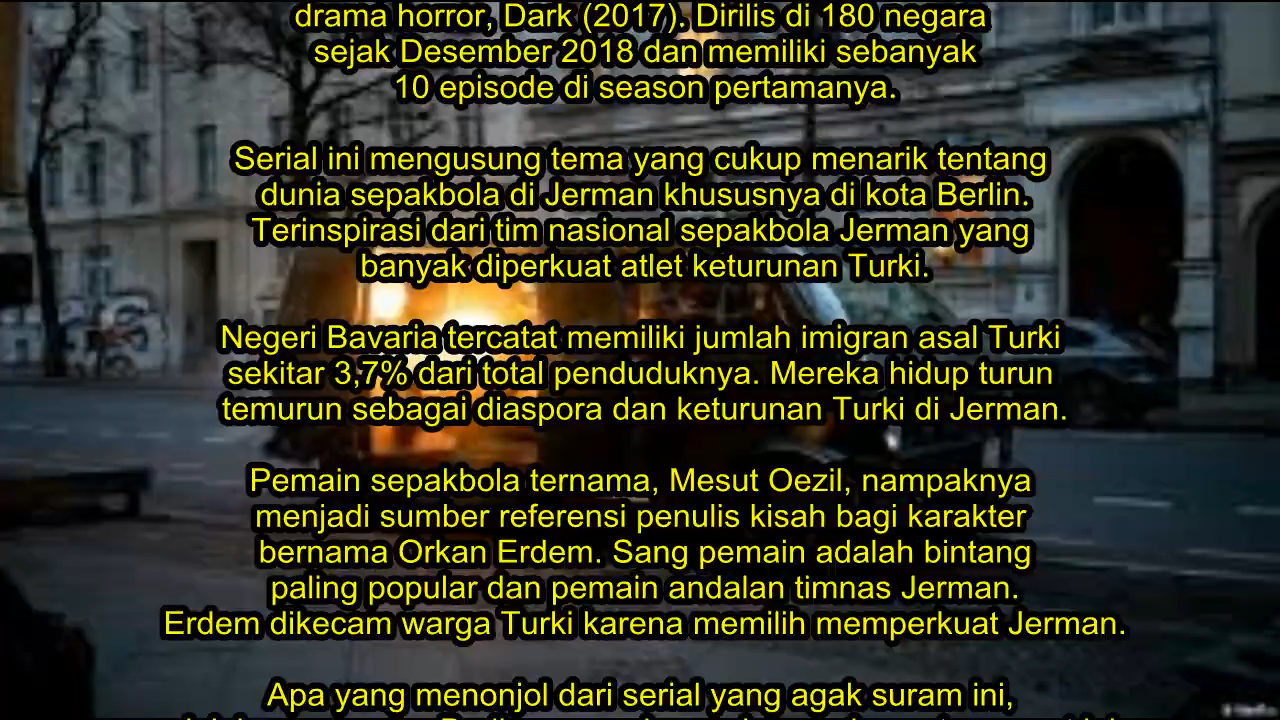 drama horror, Dark (2017). Dirilis di 180 negara
sejak Desember 2018 dan memiliki sebanyak
10 episode di season pertamanya.
Serial ini mengusung tema yang cukup menarik tentang
dunia sepakbola di Jerman khususnya di kota Berlin.
Terinspirasi dari tim nasional sepakbola Jerman yang
banyak diperkuat atlet keturunan Turki.
Negeri Bavaria tercatat memiliki jumlah imigran asal Turki
sekitar 3,7% dari total penduduknya. Mereka hidup turun
temurun sebagai diaspora dan keturunan Turki di Jerman.
Pemain sepakbola ternama, Mesut Oezil, nampaknya
menjadi sumber referensi penulis kisah bagi karakter
bernama Orkan Erdem. Sang pemain adalah bintang
paling popular dan pemain andalan timnas Jerman.
Erdem dikecam warga Turki karena memilih memperkuat Jerman.
Apa yang menonjol dari serial yang agak suram ini,